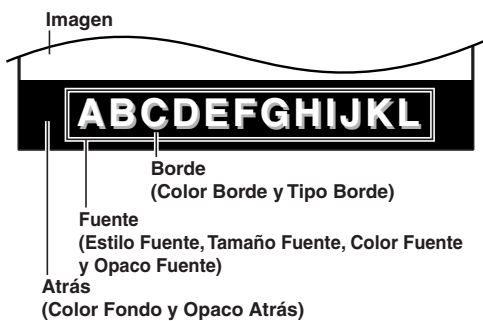 Imagen
ABCDEFGHIJKL
Borde
(Color Borde y Tipo Borde)
Fuente
(Estilo Fuente, Tamaño Fuente, Color Fuente
y Opaco Fuente)
Atrás
(Color Fondo y Opaco Atrás)